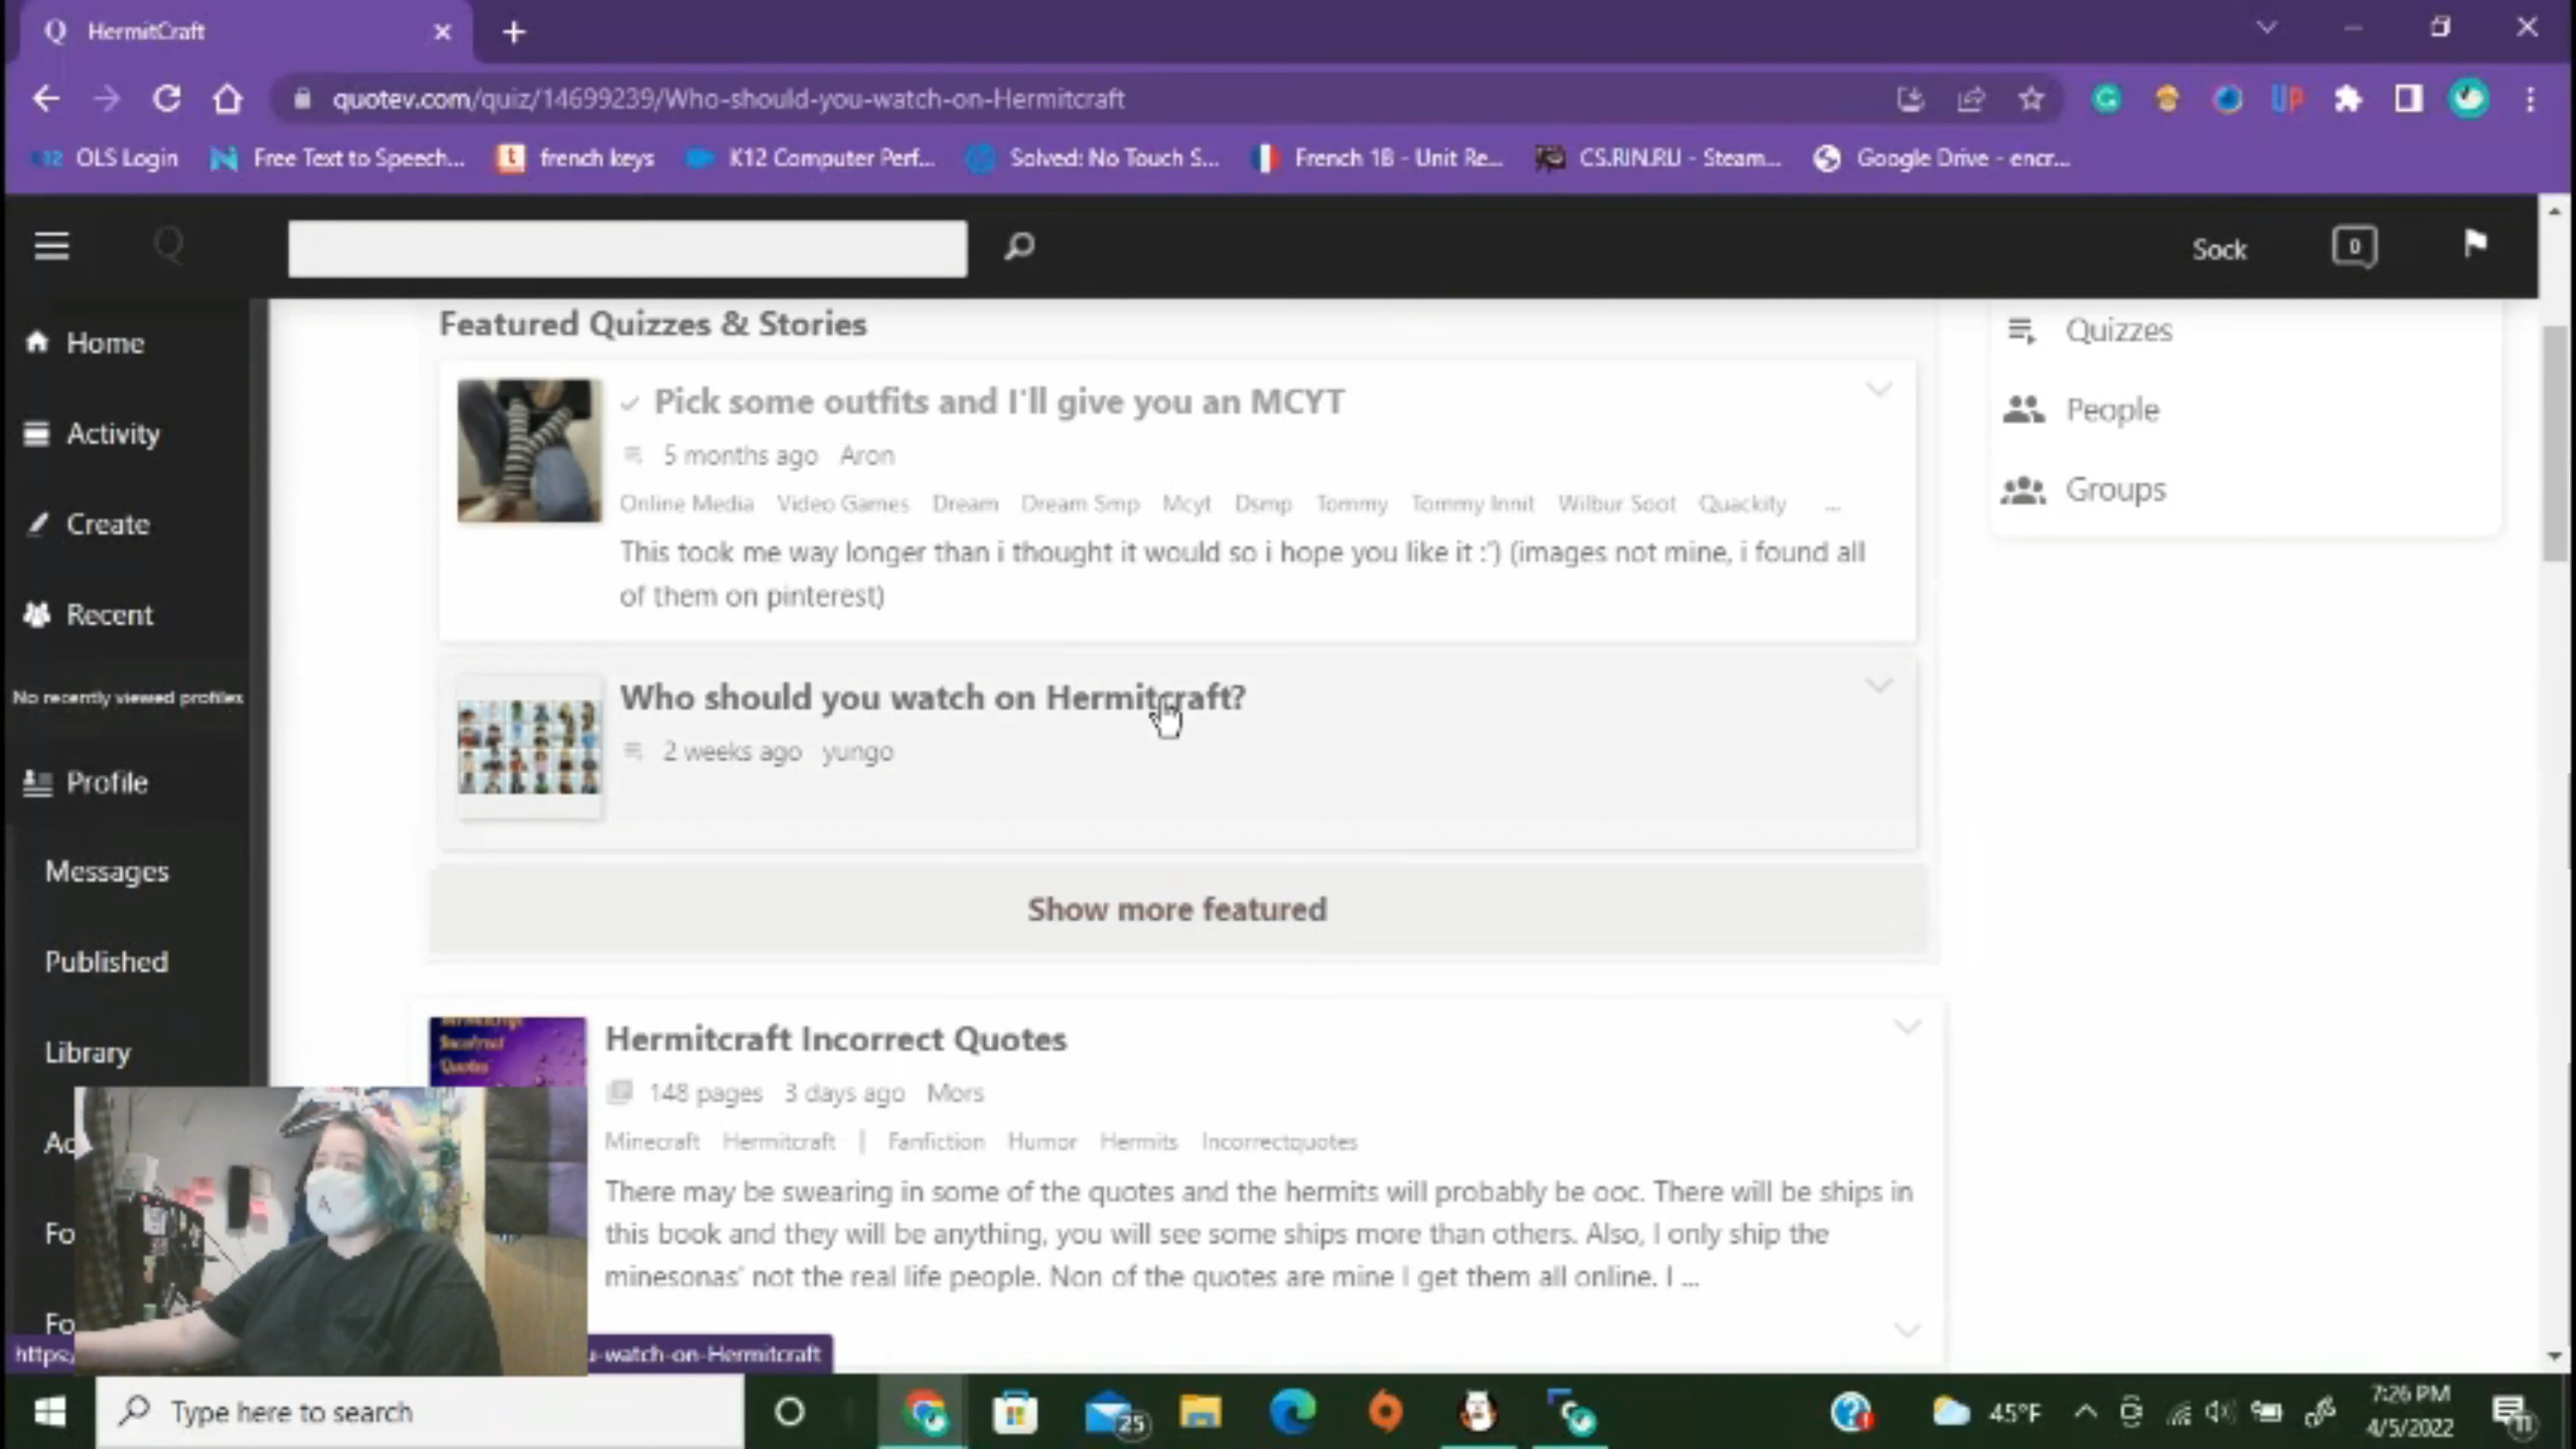 HermitCraft
quotev.com/quiz/14699239/Who-should-you-watch-on-Hermitcraft
OLS Login Free Text to Speech... french keys K12 Computer Perf... Solved: No Touch S... French 1B - Unit Re... CS.RIN.RU - Steam... Google Drive - encr...
Q
Sock 0
Home
Activity
Create
Recent
No recently viewed profiles
Profile
Messages
Published
Library
Ac
Fo
Fo
Featured Quizzes & Stories
Pick some outfits and I'll give you an MCYT
5 months ago Aron
Online Media Video Games Dream Dream Smp Mcyt Dsmp Tommy Tommy Innit Wilbur Soot Quackity ...
This took me way longer than i thought it would so i hope you like it :') (images not mine, i found all
of them on pinterest)
Who should you watch on Hermitcraft?
2 weeks ago yungo
Show more featured
Incorrect
Quotes
Hermitcraft Incorrect Quotes
148 pages 3 days ago Mors
Minecraft Hermitcraft | Fanfiction Humor Hermits Incorrectquotes
There may be swearing in some of the quotes and the hermits will probably be ooc. There will be ships in
this book and they will be anything, you will see some ships more than others. Also, I only ship the
minesonas' not the real life people. Non of the quotes are mine I get them all online. I ...
Quizzes
People
Groups
https:/ u-watch-on-Hermitcraft
Type here to search
25
45°F
7:26 PM
4/5/2022
11